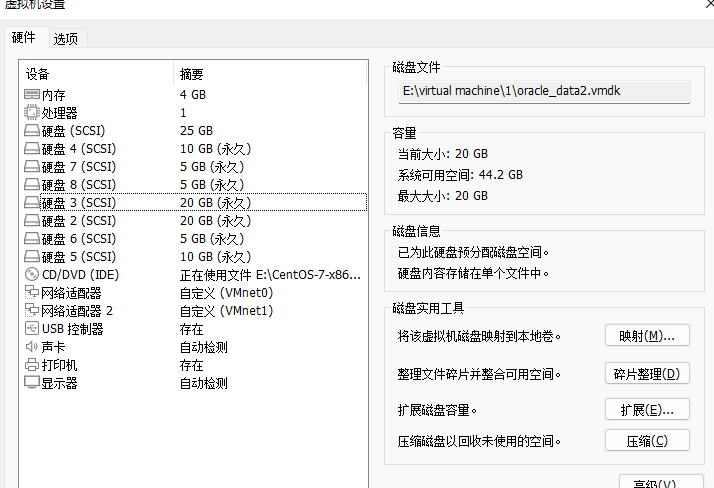 虚拟机设置
硬件 选项
设备 摘要
内存 4 GB
处理器 1
硬盘 (SCSI) 25 GB
硬盘 4 (SCSI) 10 GB (永久)
硬盘 7 (SCSI) 5 GB (永久)
硬盘 8 (SCSI) 5 GB (永久)
硬盘 3 (SCSI) 20 GB (永久)
硬盘 2 (SCSI) 20 GB (永久)
硬盘 6 (SCSI) 5 GB (永久)
硬盘 5 (SCSI) 10 GB (永久)
CD/DVD (IDE) 正在使用文件 E:\CentOS-7-x86...
网络适配器 自定义 (VMnet0)
网络适配器 2 自定义 (VMnet1)
USB 控制器 存在
声卡 自动检测
打印机 存在
显示器 自动检测
磁盘文件
E:\virtual machine\1\oracle_data2.vmdk
容量
当前大小: 20 GB
系统可用空间: 44.2 GB
最大大小: 20 GB
磁盘信息
已为此硬盘预分配磁盘空间。
硬盘内容存储在单个文件中。
磁盘实用工具
将该虚拟机磁盘映射到本地卷。 映射(M)...
整理文件碎片并整合可用空间。 碎片整理(D)
扩展磁盘容量。 扩展(E)...
压缩磁盘以回收未使用的空间。 压缩(C)
高级(V)...